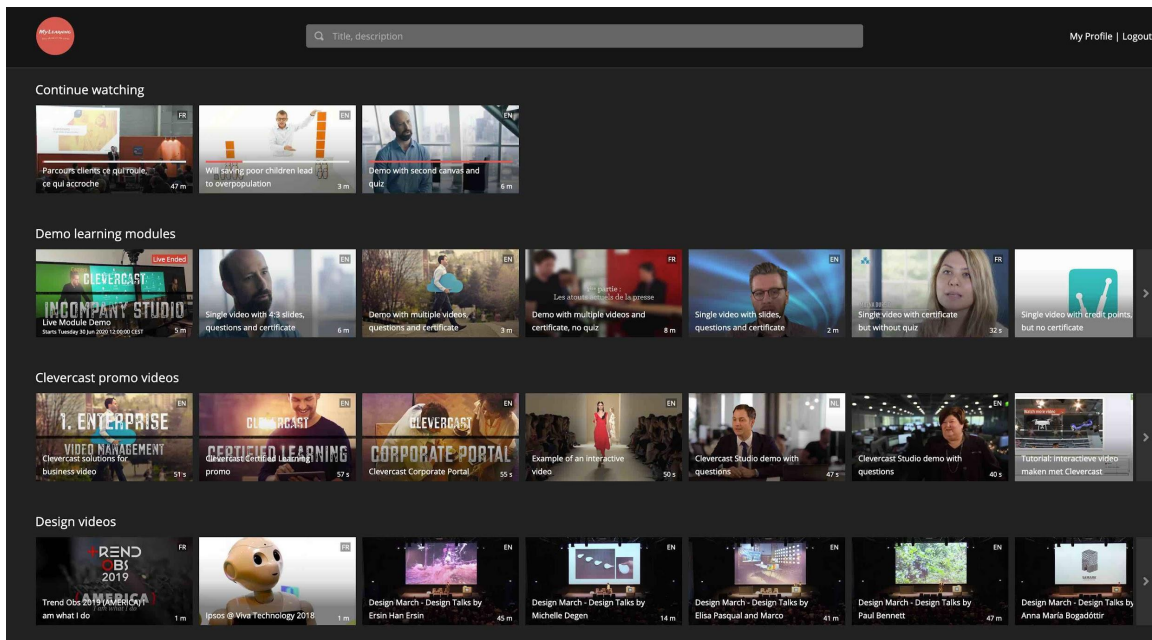 MyLearning
Title, description
My Profile | Logout
Continue watching
FR
Parcours clients ce qui roule,
ce qui accroche
47 m
EN
Will saving poor children lead
to overpopulation
3 m
EN
Demo with second canvas and
quiz
6 m
Demo learning modules
Live Ended
CLEVERCAST
INCOMPANY STUDIO
Live Module Demo
Starts Tuesday 30 Jun 2020 12:00:00 CEST
5 m
EN
Single video with 4:3 slides,
questions and certificate
6 m
EN
Demo with multiple videos,
questions and certificate
3 m
FR
partie :
Les atouts actuels de la presse
Demo with multiple videos and
certificate, no quiz
8 m
EN
Single video with slides,
questions and certificate
2 m
FR
Single video with certificate
but without quiz
32 s
Single video with credit points,
but no certificate
Clevercast promo videos
EN
1. ENTERPRISE
VIDEO MANAGEMENT
Clevercast solutions for
business video
51 s
EN
CLEVERCAST
CERTIFIED LEARNING
Clevercast Certified Learning
promo
57 s
EN
CLEVERCAST
CORPORATE PORTAL
Clevercast Corporate Portal
55 s
EN
Example of an interactive
video
50 s
NL
Clevercast Studio demo with
questions
47 s
EN
Clevercast Studio demo with
questions
40 s
Watch more video
Tutorial: interactieve video
maken met Clevercast
Design videos
FR
TREND
OBS
2019
I am what I do
Trend Obs 2019 (AMERICA) I
am what I do
1 m
FR
Ipsos @ Viva Technology 2018
1 m
EN
Design March - Design Talks by
Ersin Han Ersin
45 m
EN
Design March - Design Talks by
Michelle Degen
14 m
EN
Design March - Design Talks by
Elisa Pasqual and Marco
41 m
EN
Design March - Design Talks by
Paul Bennett
47 m
Design March - Design Talks by
Anna María Bogadóttir